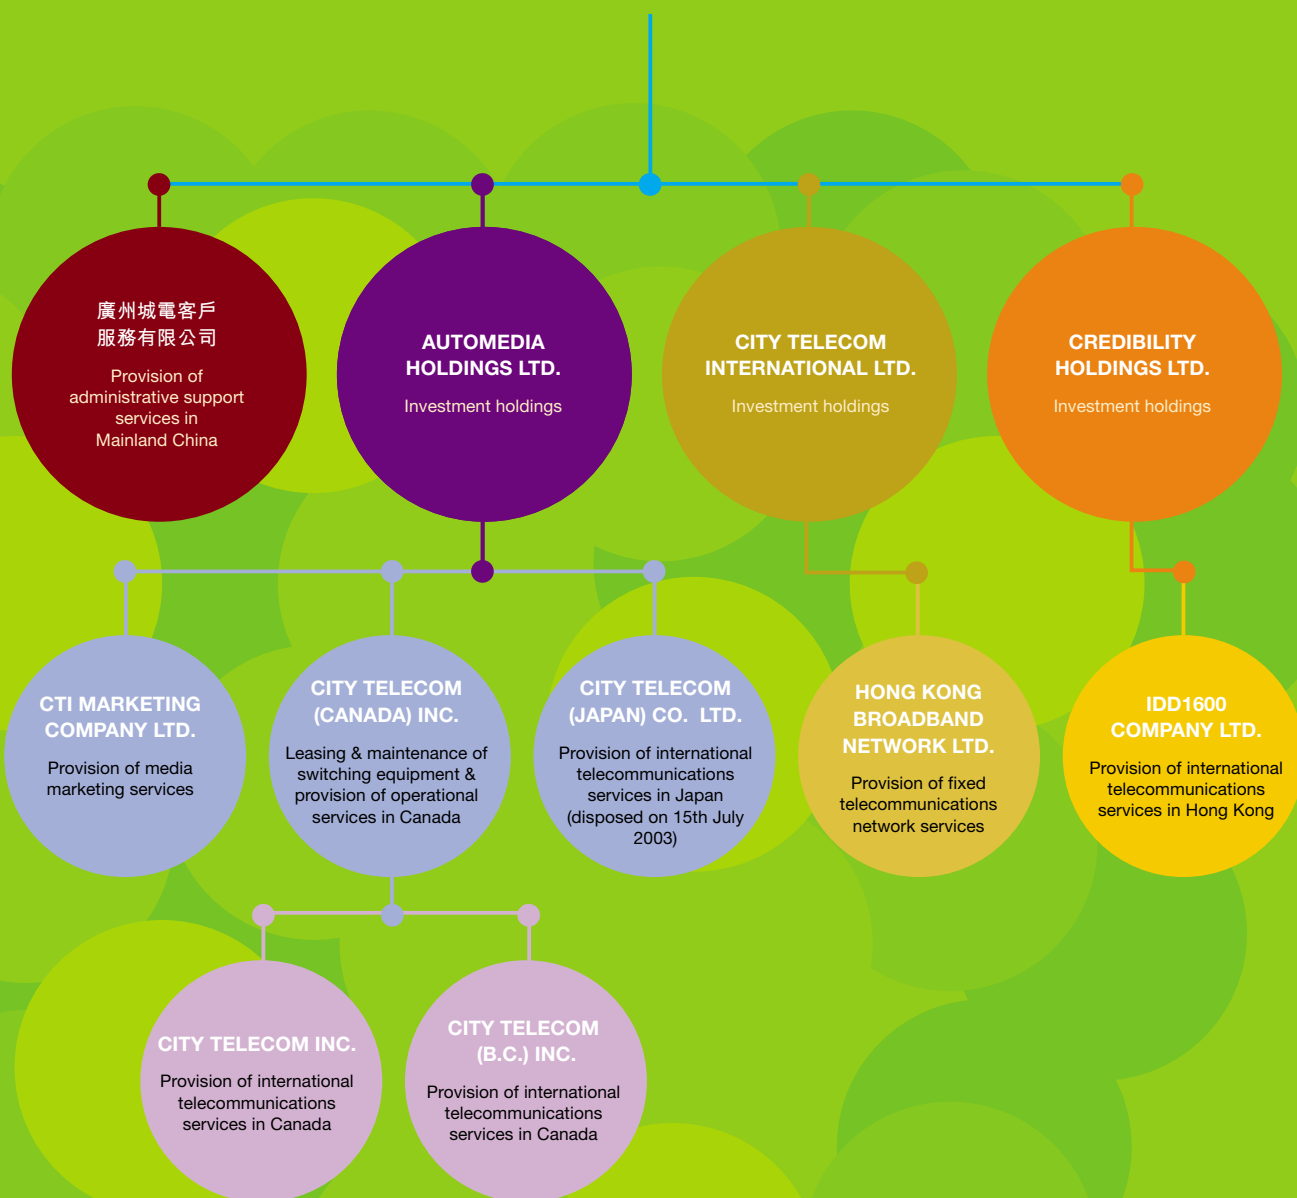 廣州城電客戶
服務有限公司
Provision of
administrative support
services in
Mainland China
AUTOMEDIA
HOLDINGS LTD.
Investment holdings
CITY TELECOM
INTERNATIONAL LTD.
Investment holdings
CREDIBILITY
HOLDINGS LTD.
Investment holdings
CTI MARKETING
COMPANY LTD.
Provision of media
marketing services
CITY TELECOM
(CANADA) INC.
Leasing & maintenance of
switching equipment &
provision of operational
services in Canada
CITY TELECOM
(JAPAN) CO. LTD.
Provision of international
telecommunications
services in Japan
(disposed on 15th July
2003)
HONG KONG
BROADBAND
NETWORK LTD.
Provision of fixed
telecommunications
network services
IDD1600
COMPANY LTD.
Provision of international
telecommunications
services in Hong Kong
CITY TELECOM INC.
Provision of international
telecommunications
services in Canada
CITY TELECOM
(B.C.) INC.
Provision of international
telecommunications
services in Canada